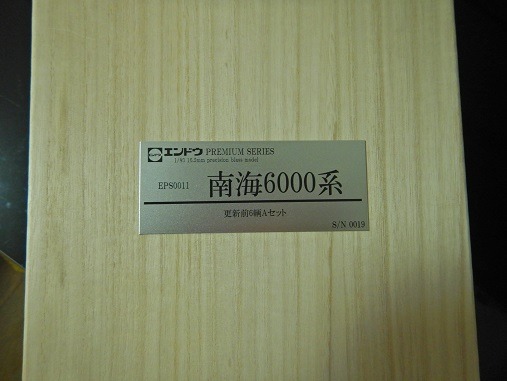 エンドウ PREMIUM SERIES
1/80 16.5mm precision blass model
EPS0011 南海6000系
更新前6輌Aセット
S/N 0019